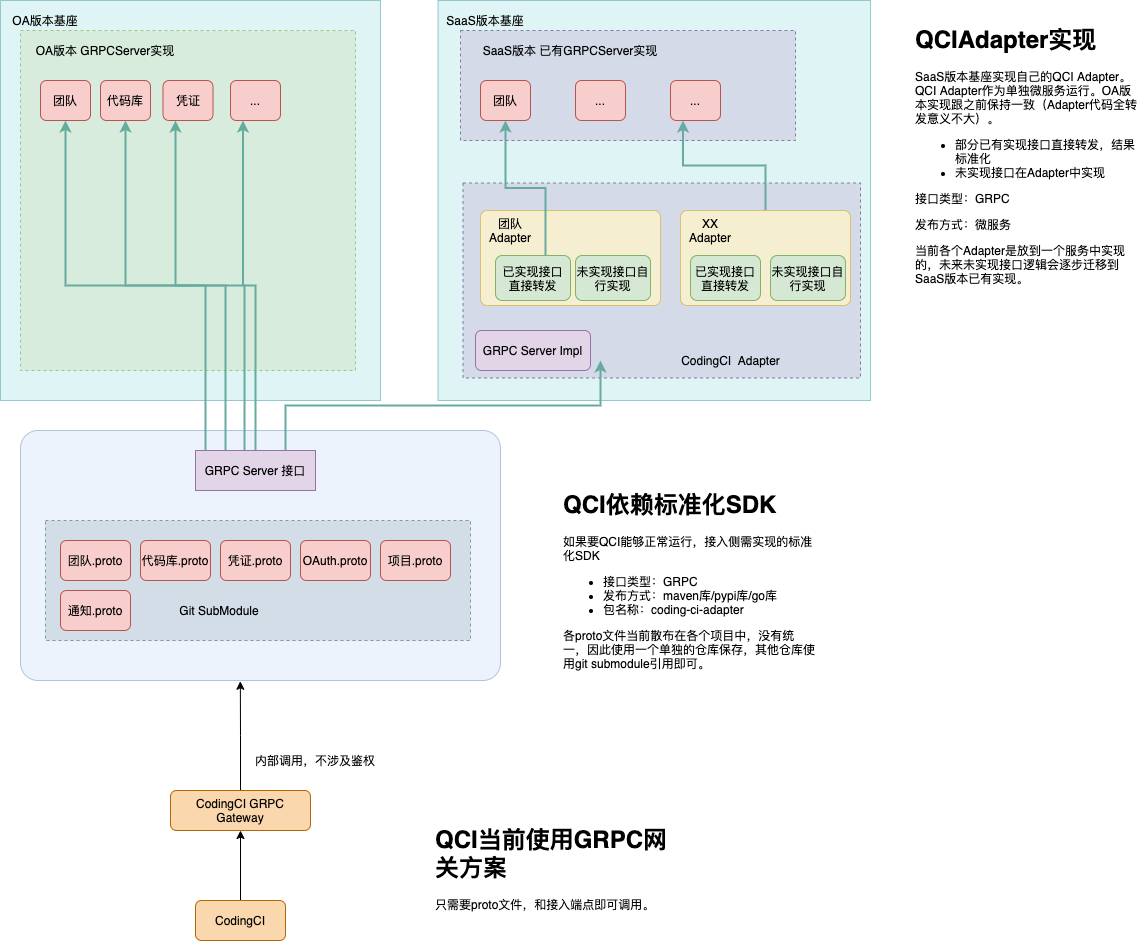 OA版本基座
OA版本 GRPCServer实现
团队
代码库
凭证
...
SaaS版本基座
SaaS版本 已有GRPCServer实现
团队
...
...
团队
Adapter
已实现接口
直接转发
未实现接口自
行实现
XX
Adapter
已实现接口
直接转发
未实现接口自
行实现
GRPC Server Impl
CodingCI Adapter
QCIAdapter实现
SaaS版本基座实现自己的QCI Adapter。
QCI Adapter作为单独微服务运行。OA版
本实现跟之前保持一致（Adapter代码全转
发意义不大）。
• 部分已有实现接口直接转发，结果
标准化
• 未实现接口在Adapter中实现
接口类型：GRPC
发布方式：微服务
当前各个Adapter是放到一个服务中实现
的，未来未实现接口逻辑会逐步迁移到
SaaS版本已有实现。
GRPC Server 接口
团队.proto
代码库.proto
凭证.proto
OAuth.proto
项目.proto
通知.proto
Git SubModule
QCI依赖标准化SDK
如果要QCI能够正常运行，接入侧需实现的标准
化SDK
• 接口类型：GRPC
• 发布方式：maven库/pypi库/go库
• 包名称：coding-ci-adapter
各proto文件当前散布在各个项目中，没有统
一，因此使用一个单独的仓库保存，其他仓库使
用git submodule引用即可。
内部调用，不涉及鉴权
CodingCI GRPC
Gateway
CodingCI
QCI当前使用GRPC网
关方案
只需要proto文件，和接入端点即可调用。